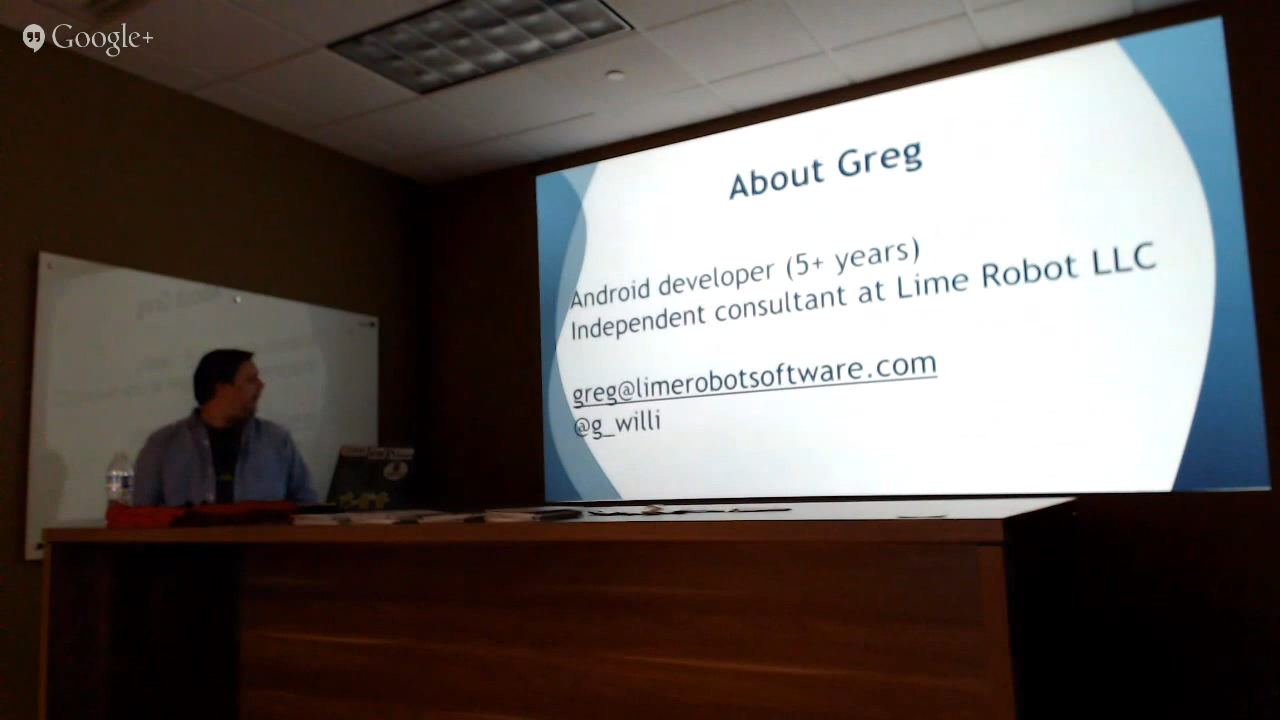 Google+
About Greg
Android developer (5+ years)
Independent consultant at Lime Robot LLC
greg@limerobotsoftware.com
@g_willi